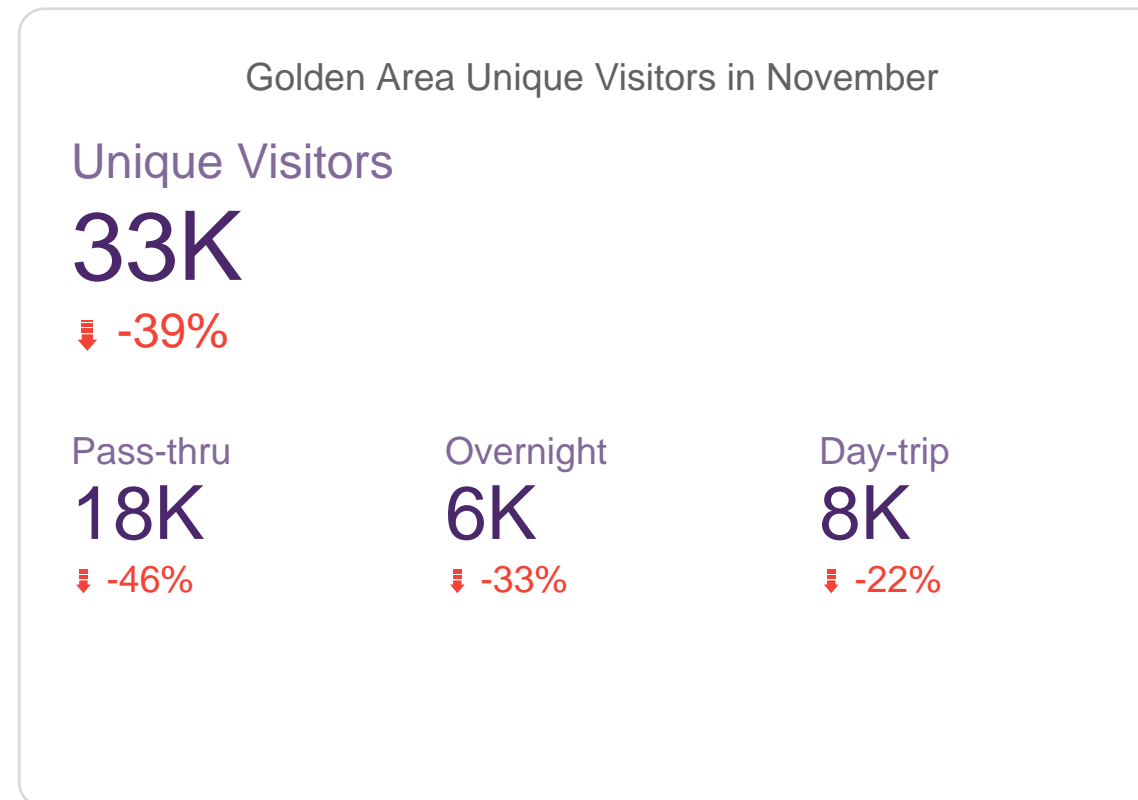 Golden Area Unique Visitors in November
Unique Visitors
33K
-39%
Pass-thru Overnight Day-trip
18K 6K 8K
-46% -33% -22%